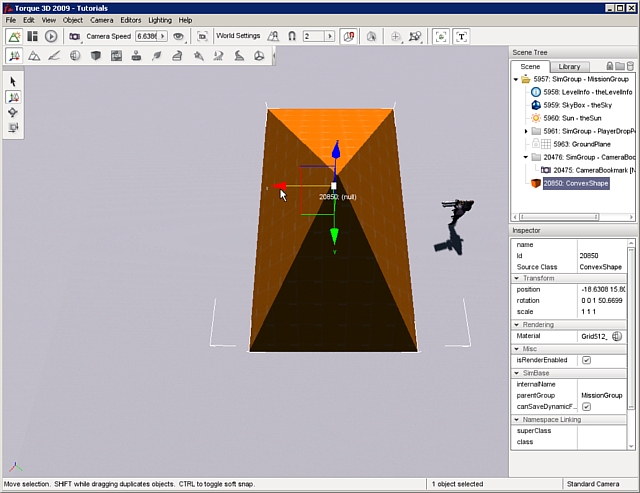 Torque 3D 2009 - Tutorials
File Edit View Object Camera Editors Lighting Help
Camera Speed 6.6386 World Settings 2
Scene Tree
Scene Library
5957: SimGroup - MissionGroup
5958: LevelInfo - theLevelInfo
5959: SkyBox - theSky
5960: Sun - theSun
5961: SimGroup - PlayerDropP
5963: GroundPlane
20476: SimGroup - CameraBoo
20475: CameraBookmark [N
20850: ConvexShape
x
20850: (null)
Y
Inspector
name
Id 20850
Source Class ConvexShape
Transform
position -18.6308 15.80
rotation 0 0 1 50.6699
scale 1 1 1
Rendering
Material Grid512_
Misc
isRenderEnabled
SimBase
internalName
parentGroup MissionGroup
canSaveDynamicF...
Namespace Linking
superClass
class
Move selection. SHIFT while dragging duplicates objects. CTRL to toggle soft snap. 1 object selected Standard Camera